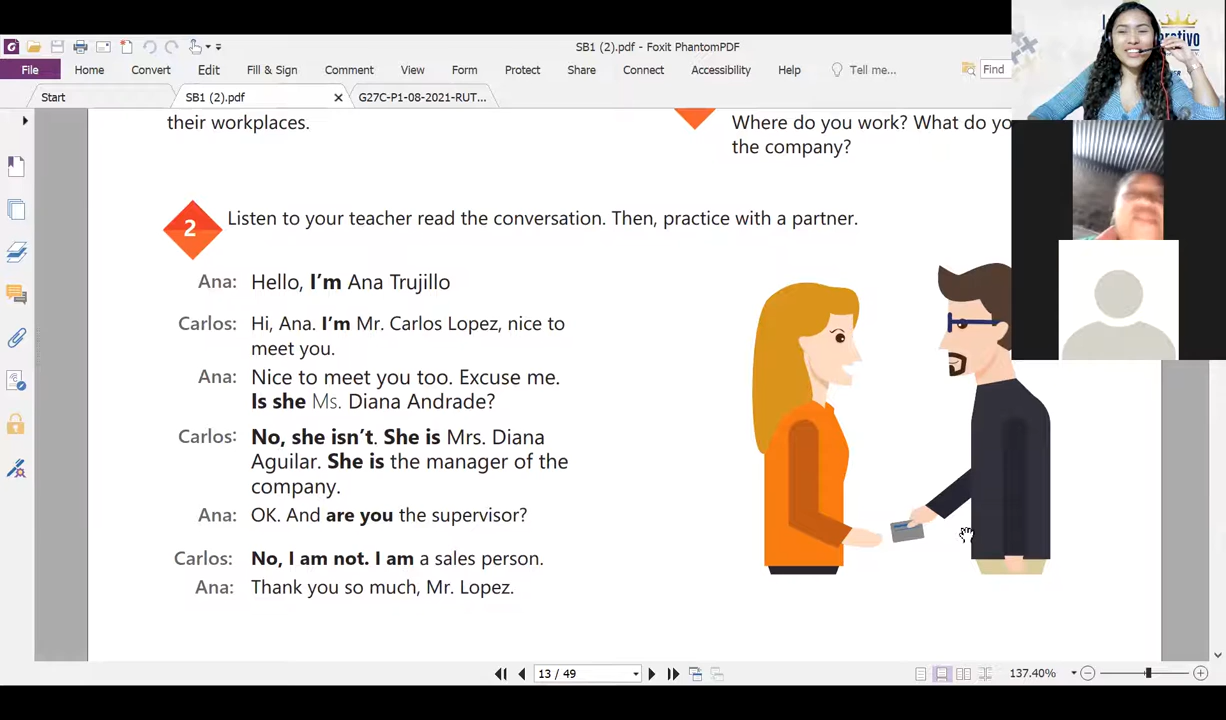 SB1 (2).pdf - Foxit PhantomPDF
File Home Convert Edit Fill & Sign Comment View Form Protect Share Connect Accessibility Help Tell me... Find
Start SB1 (2).pdf G27C-P1-08-2021-RUT...
their workplaces.
Where do you work? What do yo
the company?
2 Listen to your teacher read the conversation. Then, practice with a partner.
Ana: Hello, I'm Ana Trujillo
Carlos: Hi, Ana. I'm Mr. Carlos Lopez, nice to
meet you.
Ana: Nice to meet you too. Excuse me.
Is she Ms. Diana Andrade?
Carlos: No, she isn't. She is Mrs. Diana
Aguilar. She is the manager of the
company.
Ana: OK. And are you the supervisor?
Carlos: No, I am not. I am a sales person.
Ana: Thank you so much, Mr. Lopez.
13 / 49
137.40%